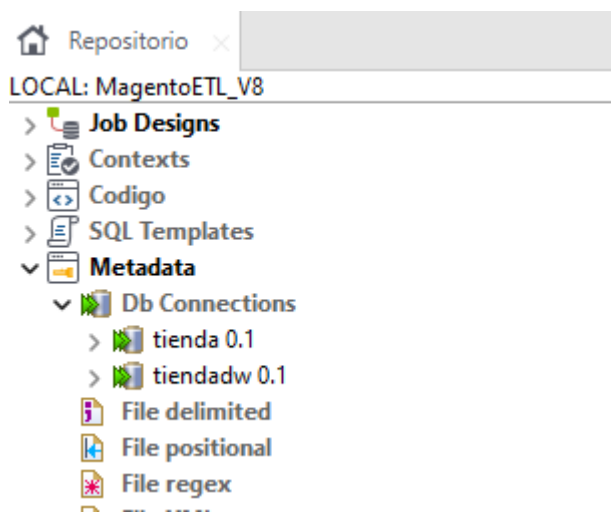 Repositorio
LOCAL: MagentoETL_V8
Job Designs
Contexts
Codigo
SQL Templates
Metadata
Db Connections
tienda 0.1
tiendadw 0.1
File delimited
File positional
File regex